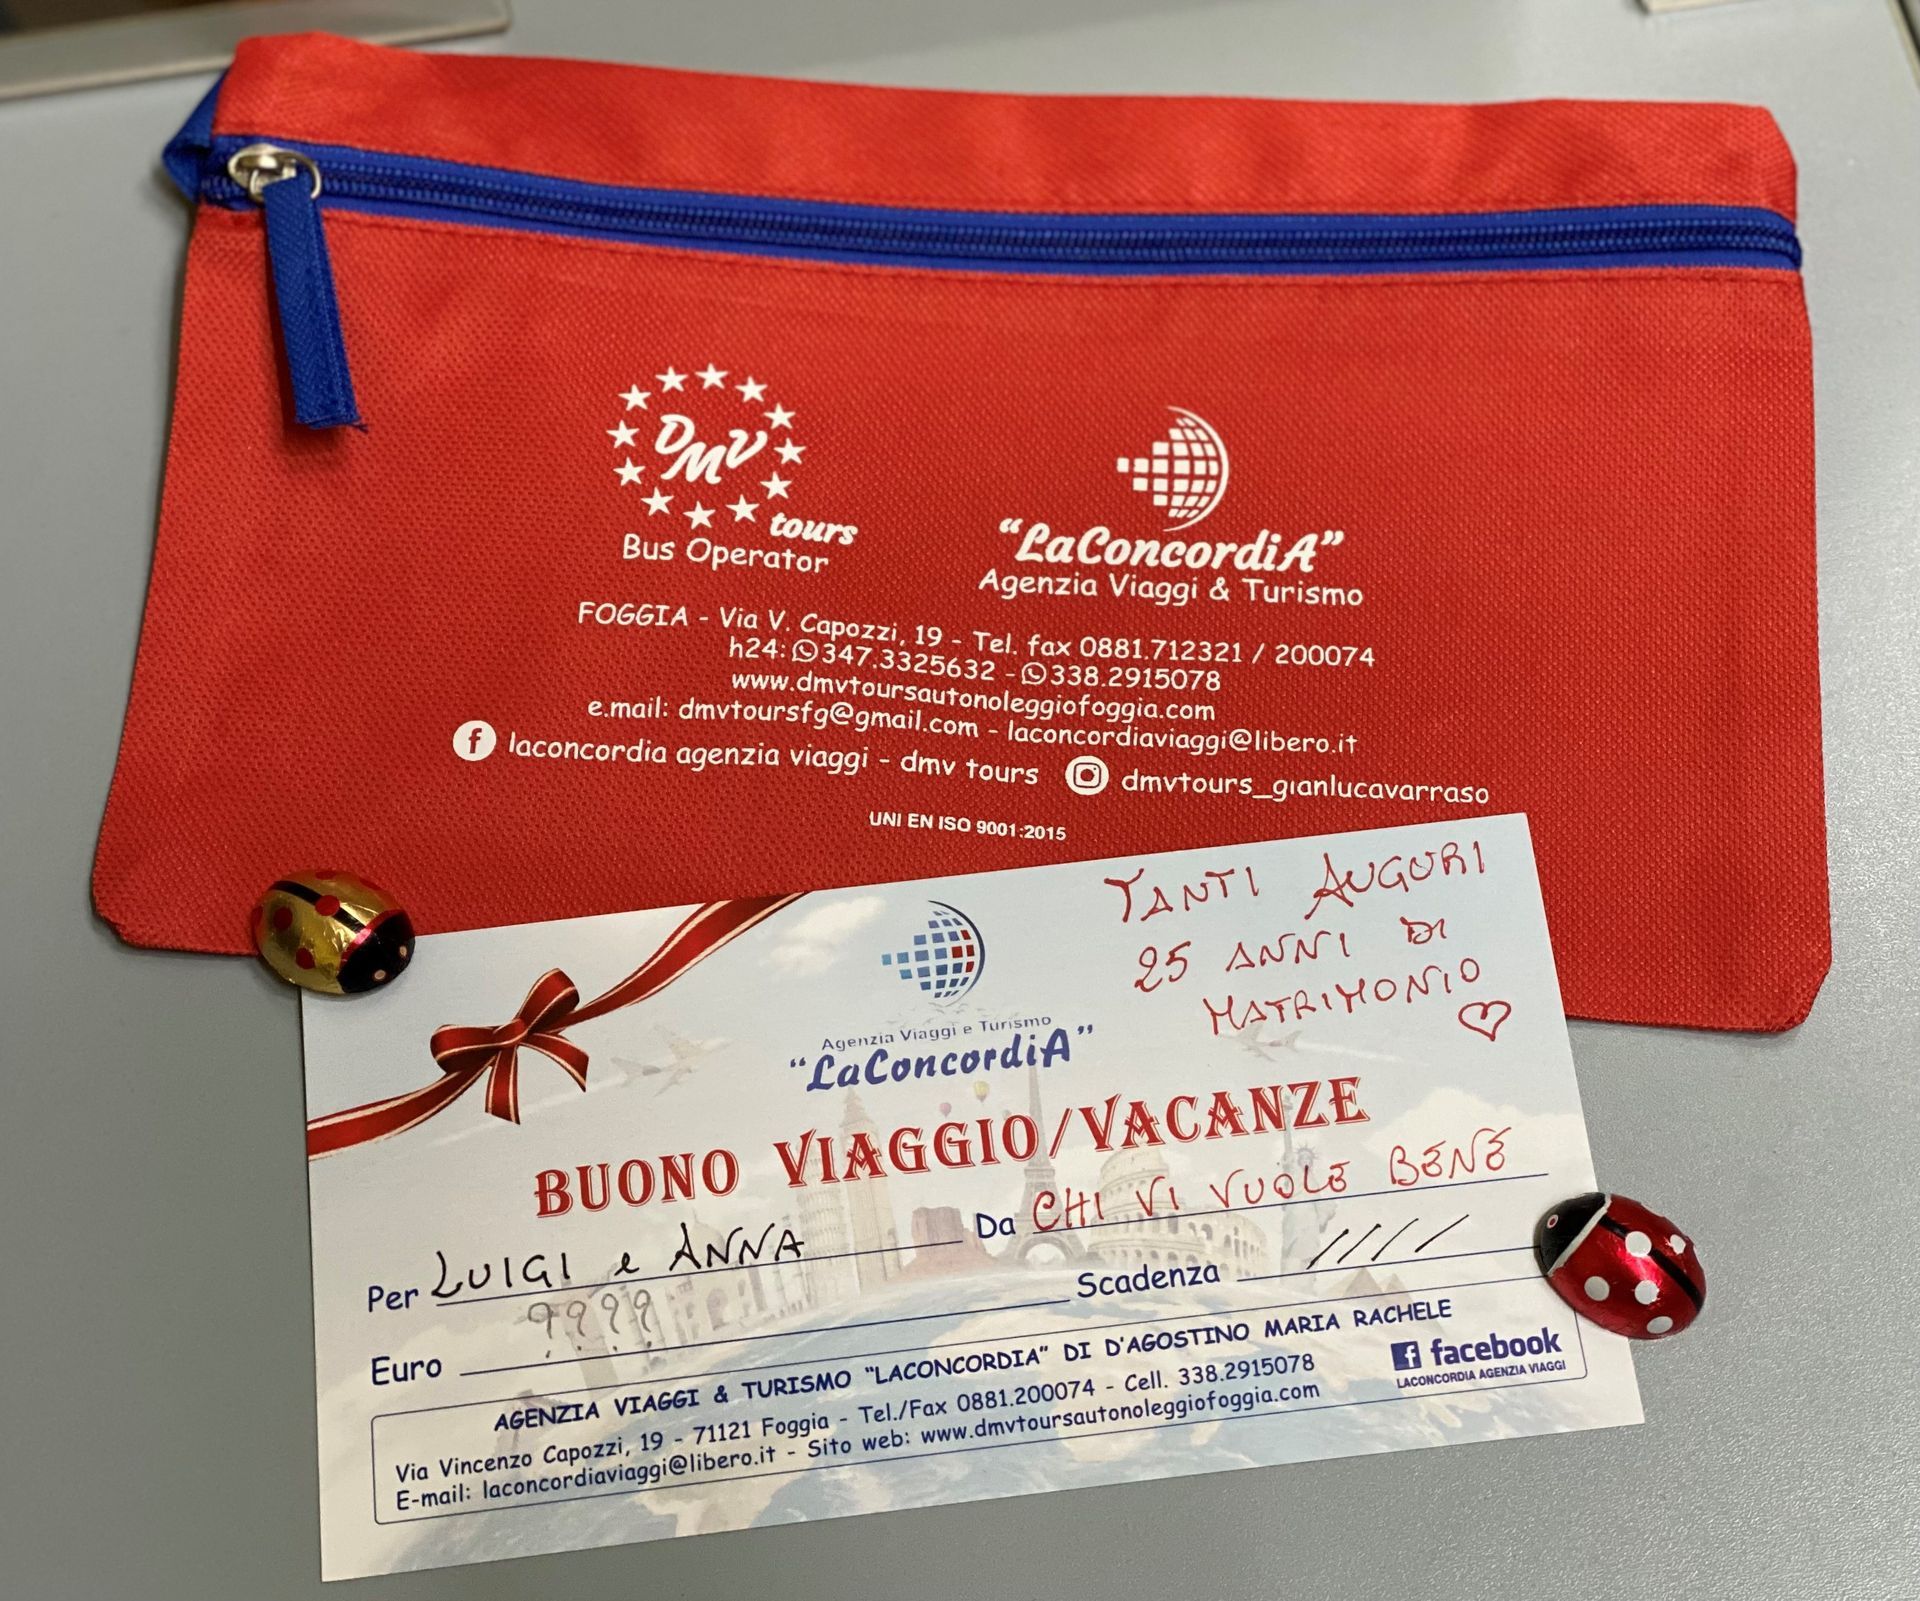 DMV
tours
Bus Operator
"LaConcordiA"
Agenzia Viaggi & Turismo
FOGGIA - Via V. Capozzi, 19 - Tel. fax 0881.712321 / 200074
h24: 347.3325632 - 338.2915078
www.dmvtoursautonoleggiofoggia.com
e.mail: dmvtoursfg@gmail.com - laconcordiaviaggi@libero.it
f laconcordia agenzia viaggi - dmv tours dmvtours_gianlucavarraso
UNI EN ISO 9001:2015
TANTI AUGURI
25 ANNI DI
MATRIMONIO
Agenzia Viaggi e Turismo
"LaConcordiA"
BUONO VIAGGIO/VACANZE
Per LUIGI e ANNA Da CHI VI VUOLE BENE
Euro ???? Scadenza /////
AGENZIA VIAGGI & TURISMO "LACONCORDIA" DI D'AGOSTINO MARIA RACHELE
Via Vincenzo Capozzi, 19 - 71121 Foggia - Tel./Fax 0881.200074 - Cell. 338.2915078
E-mail: laconcordiaviaggi@libero.it - Sito web: www.dmvtoursautonoleggiofoggia.com
f facebook
LACONCORDIA AGENZIA VIAGGI